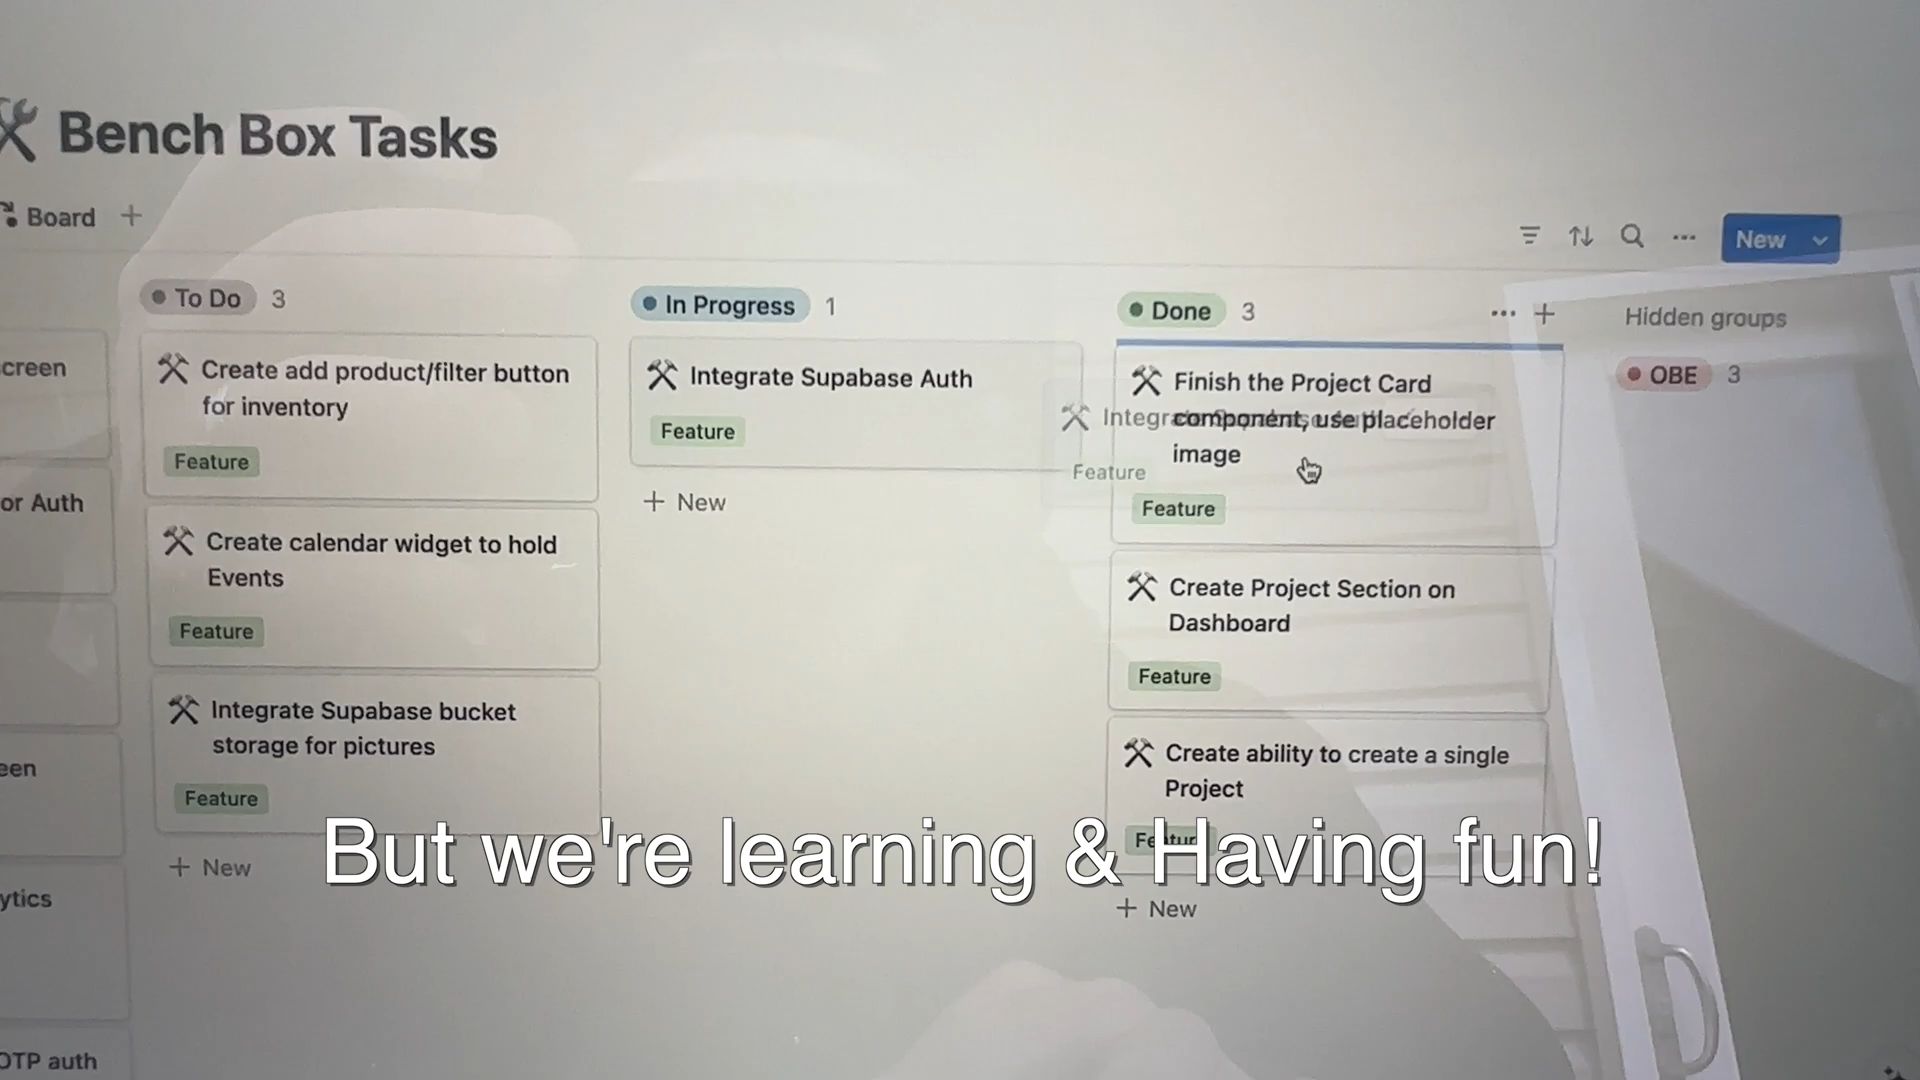 Bench Box Tasks
Board +
New
To Do 3
Create add product/filter button
for inventory
Feature
Create calendar widget to hold
Events
Feature
Integrate Supabase bucket
storage for pictures
Feature
+ New
In Progress 1
Integrate Supabase Auth
Feature
+ New
Done 3
Finish the Project Card
component, use placeholder
image
Feature
Create Project Section on
Dashboard
Feature
Create ability to create a single
Project
Feature
+ New
Hidden groups
OBE 3
Feature
or Auth
OTP auth
But we're learning & Having fun!